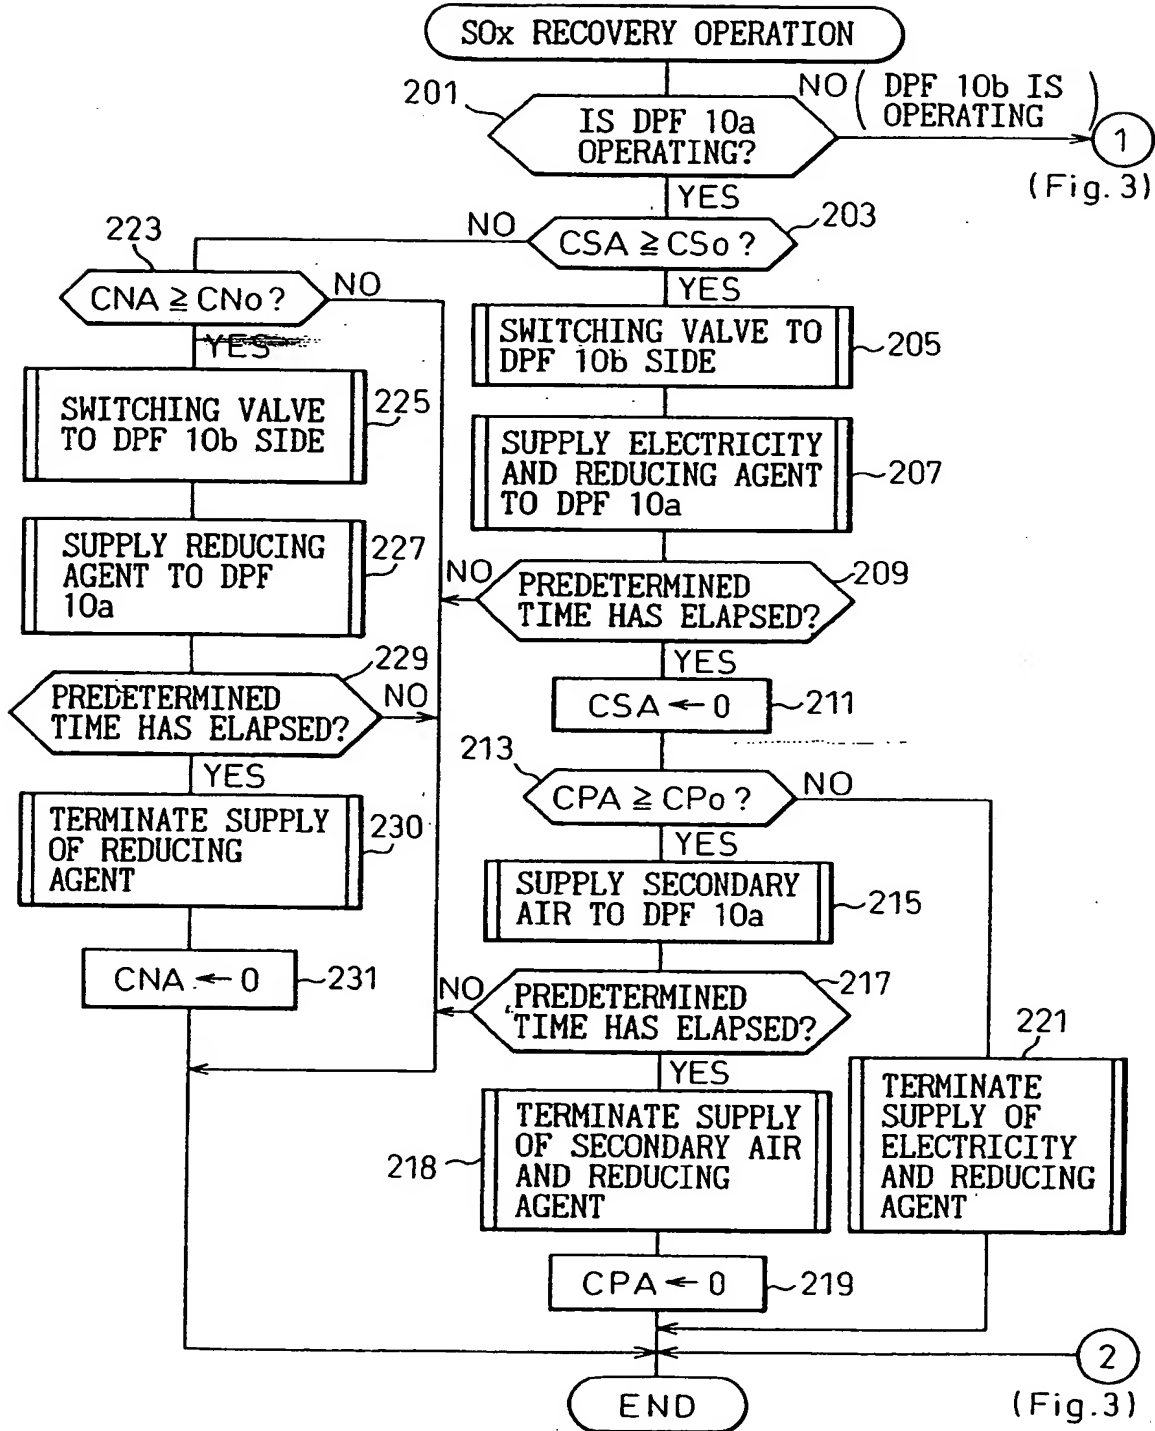 SOx RECOVERY OPERATION
201
IS DPF 10a
OPERATING?
NO ( DPF 10b IS
OPERATING )
1
(Fig.3)
YES
203
CSA ≧ CSo ?
NO
223
CNA ≧ CNo ?
NO
YES
YES
SWITCHING VALVE TO
DPF 10b SIDE
205
SWITCHING VALVE
TO DPF 10b SIDE
225
SUPPLY ELECTRICITY
AND REDUCING AGENT
TO DPF 10a
207
SUPPLY REDUCING
AGENT TO DPF
10a
227
NO
PREDETERMINED
TIME HAS ELAPSED?
209
YES
229
PREDETERMINED
TIME HAS ELAPSED?
NO
YES
CSA ← 0
211
213
CPA ≧ CPo ?
NO
YES
TERMINATE SUPPLY
OF REDUCING
AGENT
230
SUPPLY SECONDARY
AIR TO DPF 10a
215
CNA ← 0
231
NO
PREDETERMINED
TIME HAS ELAPSED?
217
YES
221
TERMINATE SUPPLY
OF SECONDARY AIR
AND REDUCING
AGENT
218
TERMINATE
SUPPLY OF
ELECTRICITY
AND REDUCING
AGENT
CPA ← 0
219
2
(Fig.3)
END